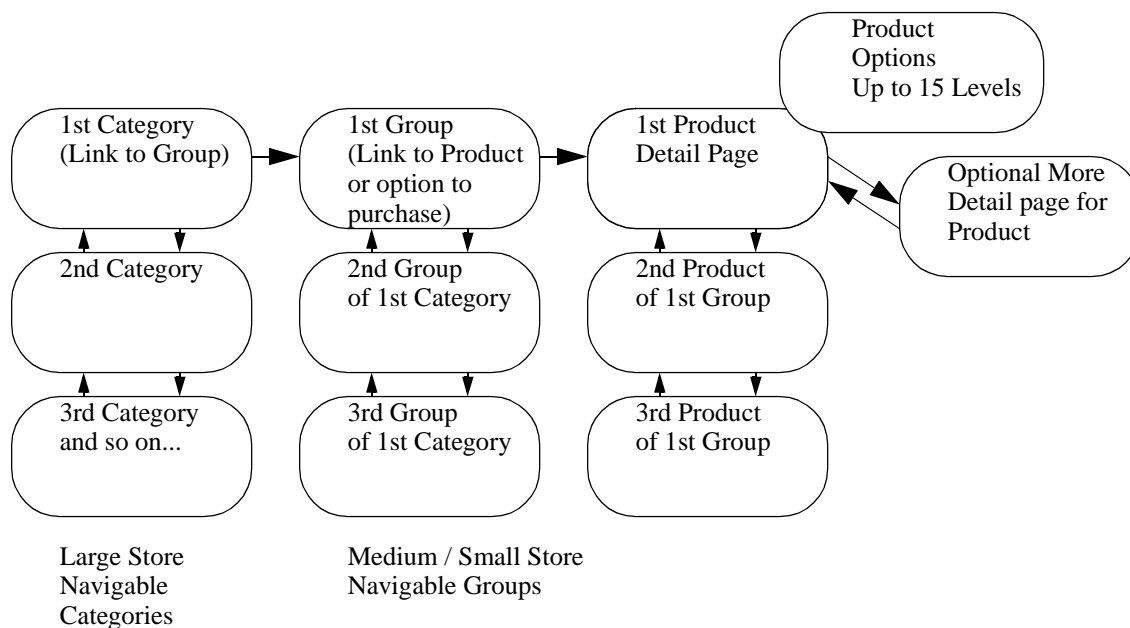 Product
Options
Up to 15 Levels
1st Category
(Link to Group)
1st Group
(Link to Product
or option to
purchase)
1st Product
Detail Page
Optional More
Detail page for
Product
2nd Category
2nd Group
of 1st Category
2nd Product
of 1st Group
3rd Category
and so on...
3rd Group
of 1st Category
3rd Product
of 1st Group
Large Store
Navigable
Categories
Medium / Small Store
Navigable Groups